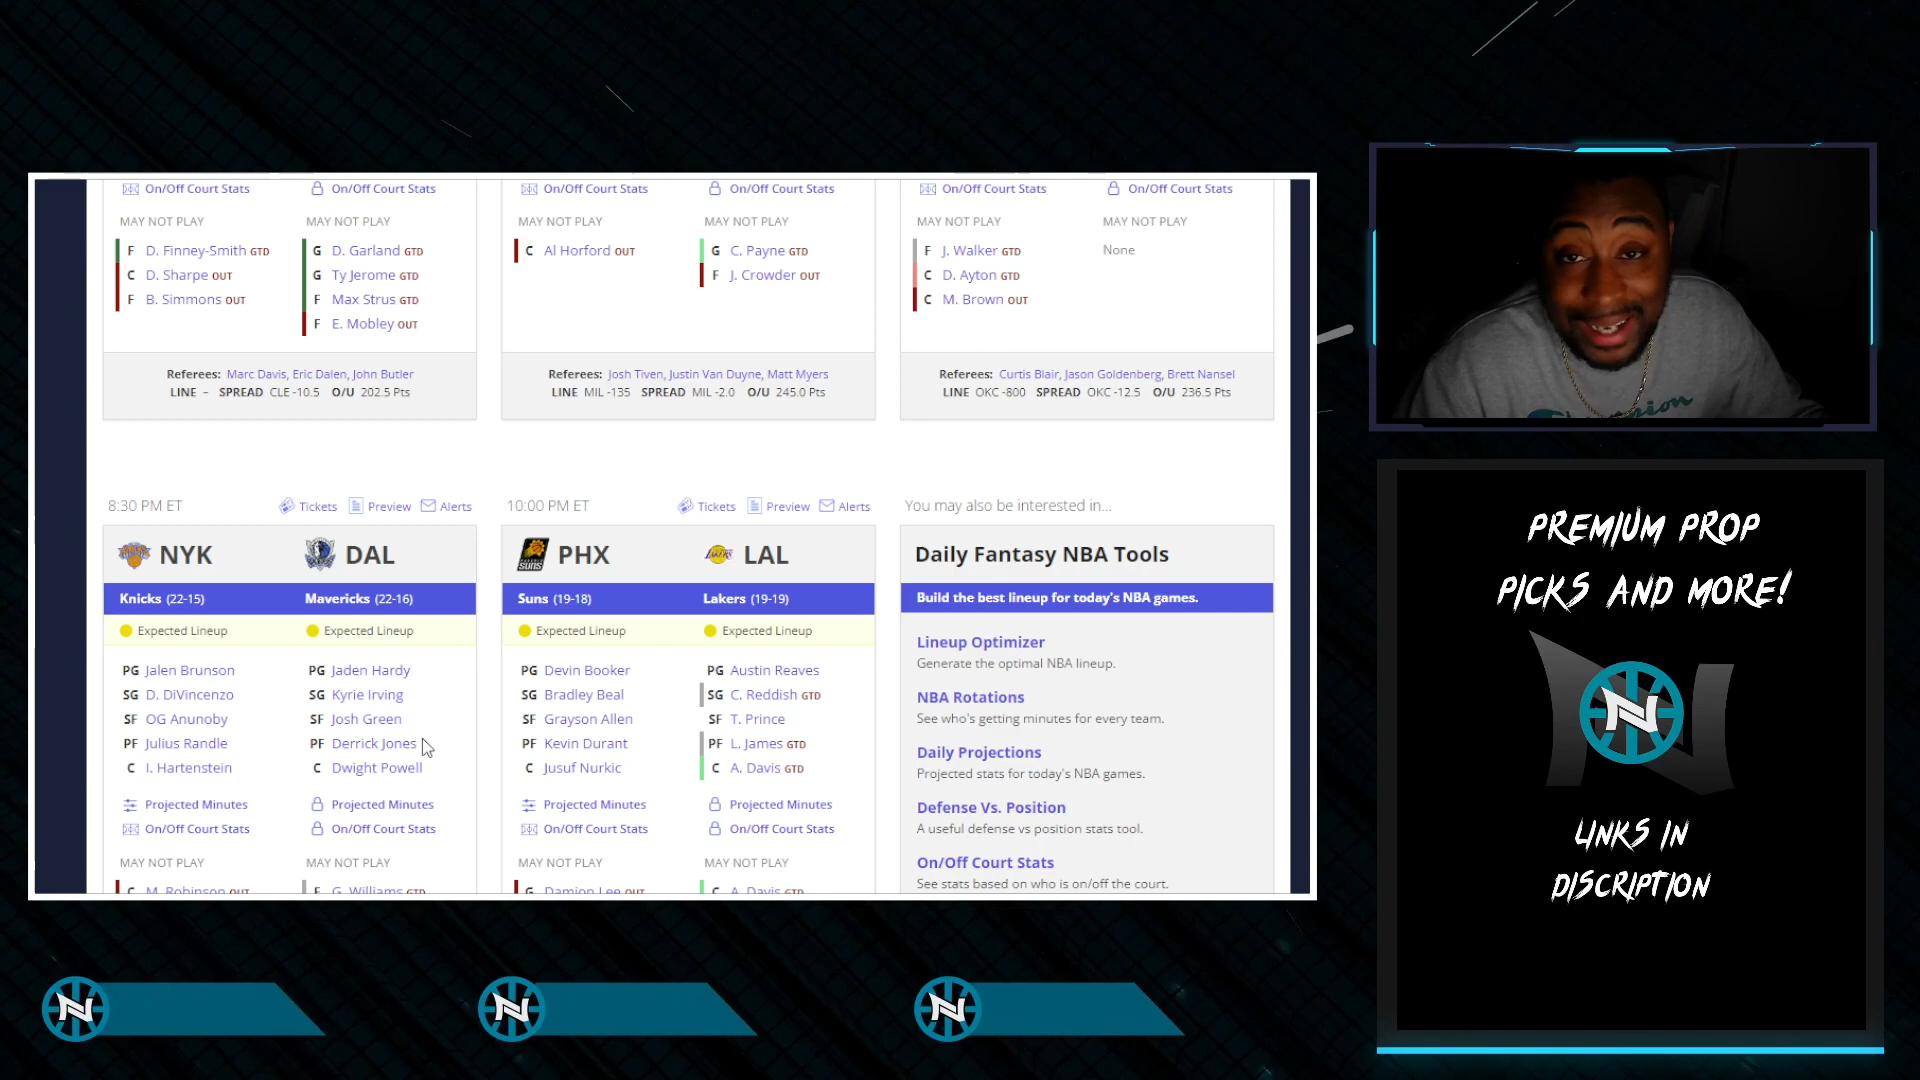 On/Off Court Stats On/Off Court Stats
MAY NOT PLAY MAY NOT PLAY
F D. Finney-Smith GTD G D. Garland GTD
C D. Sharpe OUT G Ty Jerome GTD
F B. Simmons OUT F Max Strus GTD
F E. Mobley OUT
Referees: Marc Davis, Eric Dalen, John Butler
LINE – SPREAD CLE -10.5 O/U 202.5 Pts
On/Off Court Stats On/Off Court Stats
MAY NOT PLAY MAY NOT PLAY
C Al Horford OUT G C. Payne GTD
F J. Crowder OUT
Referees: Josh Tiven, Justin Van Duyne, Matt Myers
LINE MIL -135 SPREAD MIL -2.0 O/U 245.0 Pts
On/Off Court Stats On/Off Court Stats
MAY NOT PLAY MAY NOT PLAY
F J. Walker GTD None
C D. Ayton GTD
C M. Brown OUT
Referees: Curtis Blair, Jason Goldenberg, Brett Nansel
LINE OKC -800 SPREAD OKC -12.5 O/U 236.5 Pts
8:30 PM ET Tickets Preview Alerts
NYK DAL
Knicks (22-15) Mavericks (22-16)
Expected Lineup Expected Lineup
PG Jalen Brunson PG Jaden Hardy
SG D. DiVincenzo SG Kyrie Irving
SF OG Anunoby SF Josh Green
PF Julius Randle PF Derrick Jones
C I. Hartenstein C Dwight Powell
Projected Minutes Projected Minutes
On/Off Court Stats On/Off Court Stats
MAY NOT PLAY MAY NOT PLAY
C M. Robinson OUT F G. Williams GTD
10:00 PM ET Tickets Preview Alerts
SUNS
PHX LAL
Suns (19-18) Lakers (19-19)
Expected Lineup Expected Lineup
PG Devin Booker PG Austin Reaves
SG Bradley Beal SG C. Reddish GTD
SF Grayson Allen SF T. Prince
PF Kevin Durant PF L. James GTD
C Jusuf Nurkic C A. Davis GTD
Projected Minutes Projected Minutes
On/Off Court Stats On/Off Court Stats
MAY NOT PLAY MAY NOT PLAY
G Damion Lee OUT C A. Davis GTD
You may also be interested in...
Daily Fantasy NBA Tools
Build the best lineup for today's NBA games.
Lineup Optimizer
Generate the optimal NBA lineup.
NBA Rotations
See who's getting minutes for every team.
Daily Projections
Projected stats for today's NBA games.
Defense Vs. Position
A useful defense vs position stats tool.
On/Off Court Stats
See stats based on who is on/off the court.
Champion
PREMIUM PROP
PICKS AND MORE!
N
LINKS IN
DISCRIPTION
N
N
N